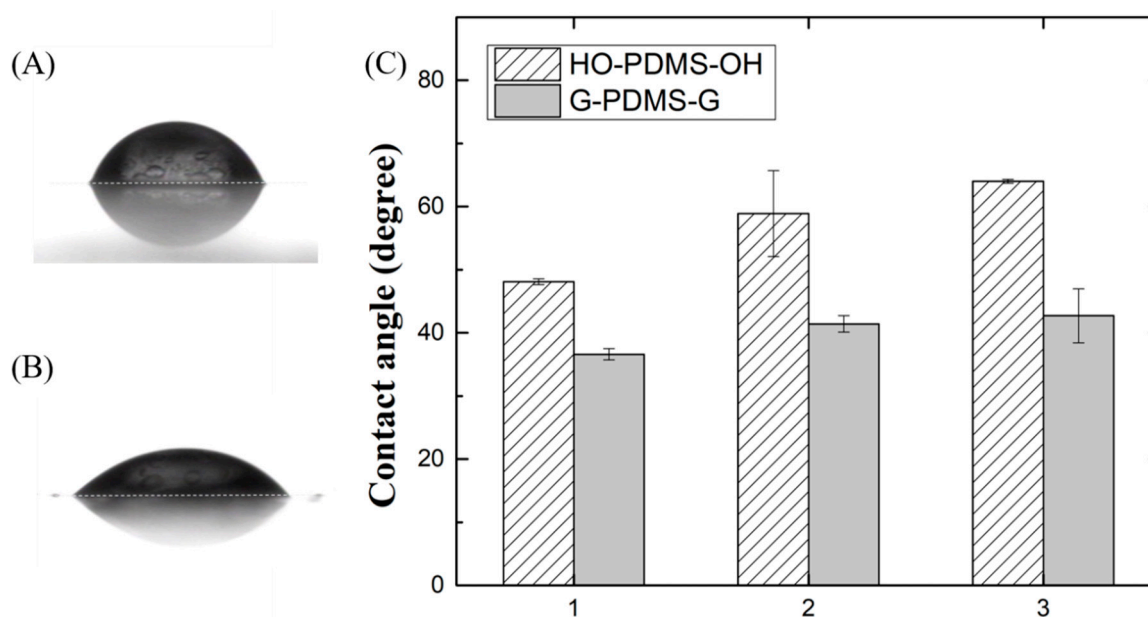 (A)
(B)
(C)
HO-PDMS-OH
G-PDMS-G
Contact angle (degree)
80
60
40
20
0
1
2
3